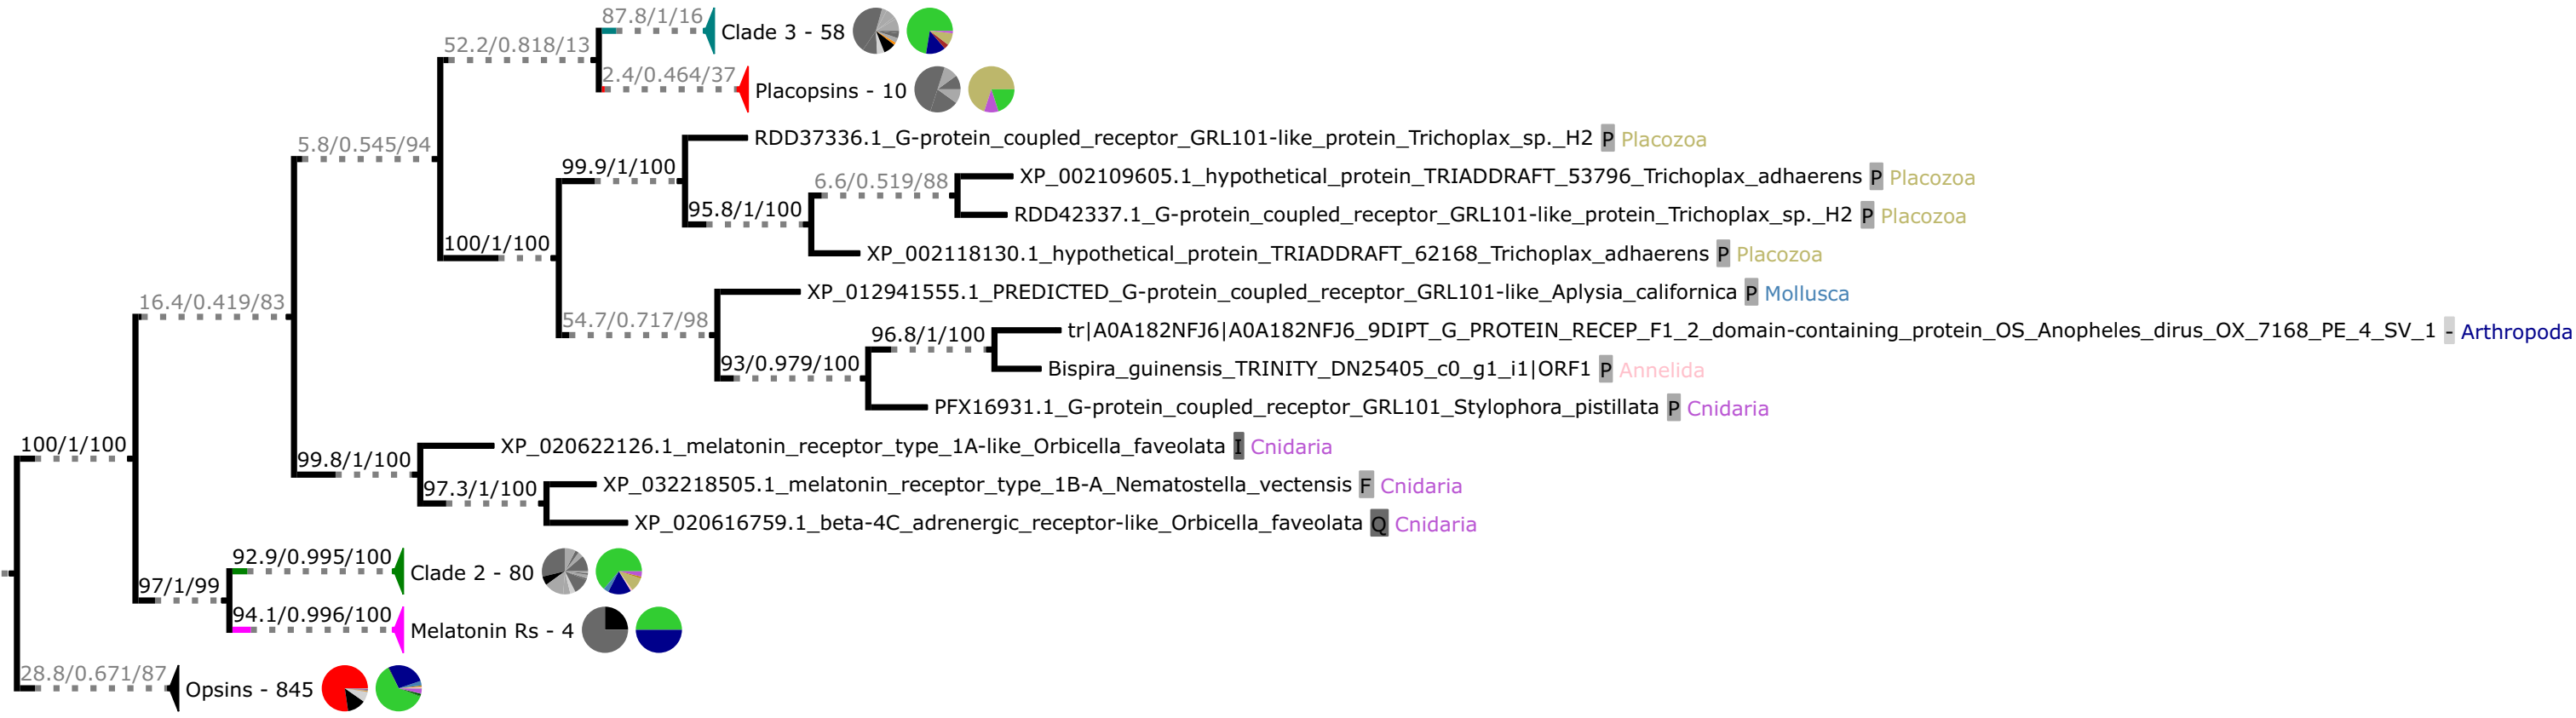 87.8/1/16
Clade 3 - 58
52.2/0.818/13
2.4/0.464/37
Placopsins - 10
RDD37336.1_G-protein_coupled_receptor_GRL101-like_protein_Trichoplax_sp._H2 P Placozoa
5.8/0.545/94
99.9/1/100
6.6/0.519/88
XP_002109605.1_hypothetical_protein_TRIADDRAFT_53796_Trichoplax_adhaerens P Placozoa
95.8/1/100
RDD42337.1_G-protein_coupled_receptor_GRL101-like_protein_Trichoplax_sp._H2 P Placozoa
100/1/100
XP_002118130.1_hypothetical_protein_TRIADDRAFT_62168_Trichoplax_adhaerens P Placozoa
XP_012941555.1_PREDICTED_G-protein_coupled_receptor_GRL101-like_Aplysia_californica P Mollusca
16.4/0.419/83
54.7/0.717/98
96.8/1/100
tr|A0A182NFJ6|A0A182NFJ6_9DIPT_G_PROTEIN_RECEP_F1_2_domain-containing_protein_OS_Anopheles_dirus_OX_7168_PE_4_SV_1 - Arthropoda
93/0.979/100
Bispira_guinensis_TRINITY_DN25405_c0_g1_i1|ORF1 P Annelida
PFX16931.1_G-protein_coupled_receptor_GRL101_Stylophora_pistillata P Cnidaria
100/1/100
XP_020622126.1_melatonin_receptor_type_1A-like_Orbicella_faveolata I Cnidaria
99.8/1/100
97.3/1/100
XP_032218505.1_melatonin_receptor_type_1B-A_Nematostella_vectensis F Cnidaria
XP_020616759.1_beta-4C_adrenergic_receptor-like_Orbicella_faveolata Q Cnidaria
92.9/0.995/100
Clade 2 - 80
97/1/99
94.1/0.996/100
Melatonin Rs - 4
28.8/0.671/87
Opsins - 845